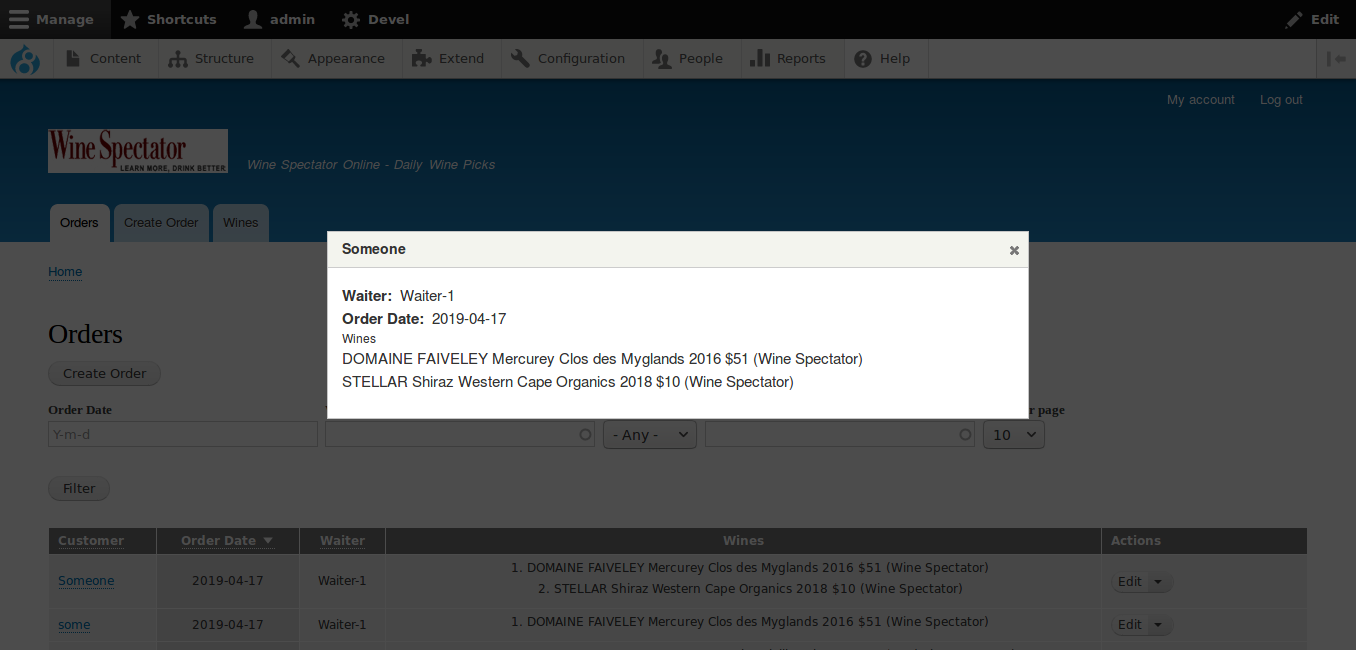 Manage Shortcuts admin Devel Edit
Content Structure Appearance Extend Configuration People Reports Help
My account Log out
Wine Spectator
LEARN MORE, DRINK BETTER
Wine Spectator Online - Daily Wine Picks
Orders Create Order Wines
Someone
Home
Waiter: Waiter-1
Order Date: 2019-04-17
Wines
DOMAINE FAIVELEY Mercurey Clos des Myglands 2016 $51 (Wine Spectator)
STELLAR Shiraz Western Cape Organics 2018 $10 (Wine Spectator)
Orders
Create Order
Order Date page
Y-m-d - Any - 10
Filter
Customer Order Date Waiter Wines Actions
Someone 2019-04-17 Waiter-1 1. DOMAINE FAIVELEY Mercurey Clos des Myglands 2016 $51 (Wine Spectator) Edit
2. STELLAR Shiraz Western Cape Organics 2018 $10 (Wine Spectator)
some 2019-04-17 Waiter-1 1. DOMAINE FAIVELEY Mercurey Clos des Myglands 2016 $51 (Wine Spectator) Edit